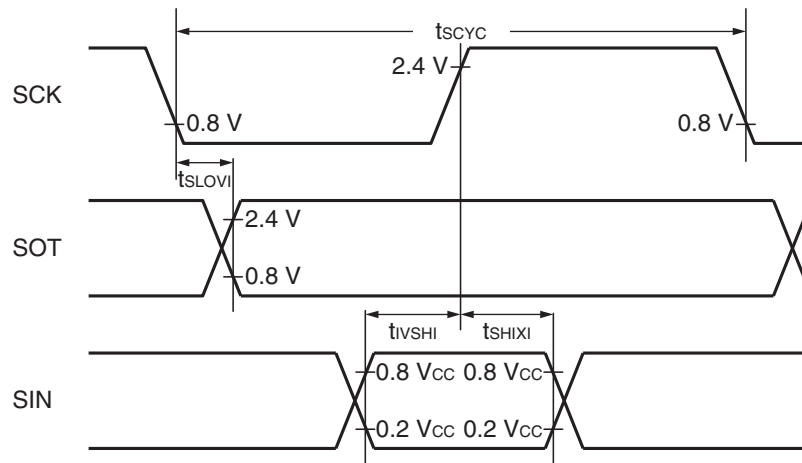 tSCYC
SCK
2.4 V
0.8 V
0.8 V
tSLOVI
SOT
2.4 V
0.8 V
tIVSHI
tSHIXI
SIN
0.8 VCC
0.8 VCC
0.2 VCC
0.2 VCC